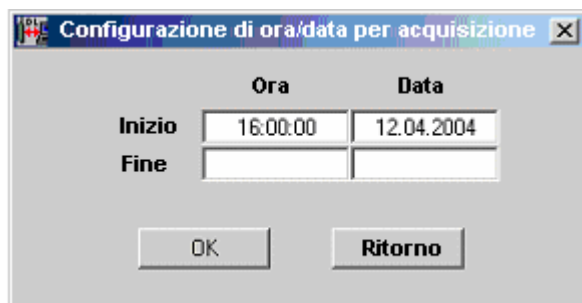 Configurazione di ora/data per acquisizione
Ora Data
Inizio 16:00:00 12.04.2004
Fine
OK Ritorno